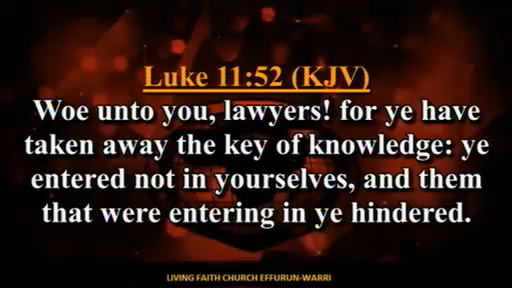 Luke 11:52 (KJV)
Woe unto you, lawyers! for ye have
taken away the key of knowledge: ye
entered not in yourselves, and them
that were entering in ye hindered.
LIVING FAITH CHURCH EFFURUN-WARRI